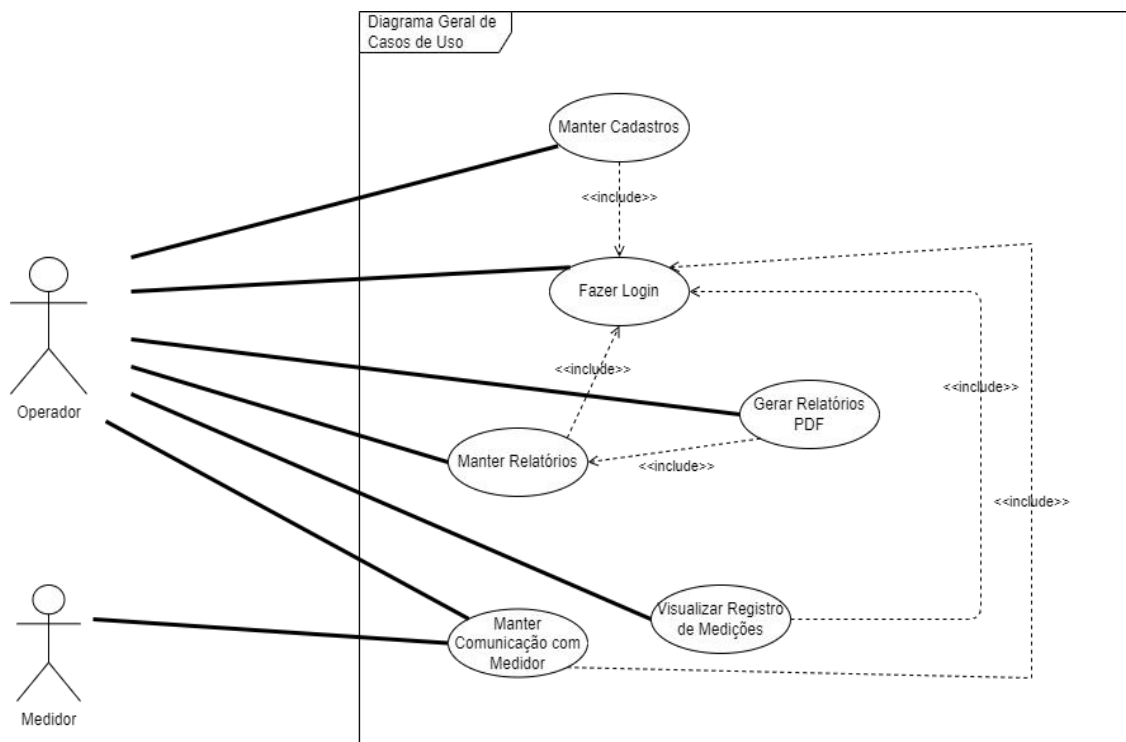 Diagrama Geral de
Casos de Uso
Manter Cadastros
<<include>>
Fazer Login
<<include>>
<<include>>
Gerar Relatórios
PDF
Operador
Manter Relatórios
<<include>>
<<include>>
Visualizar Registro
de Medições
Manter
Comunicação com
Medidor
Medidor